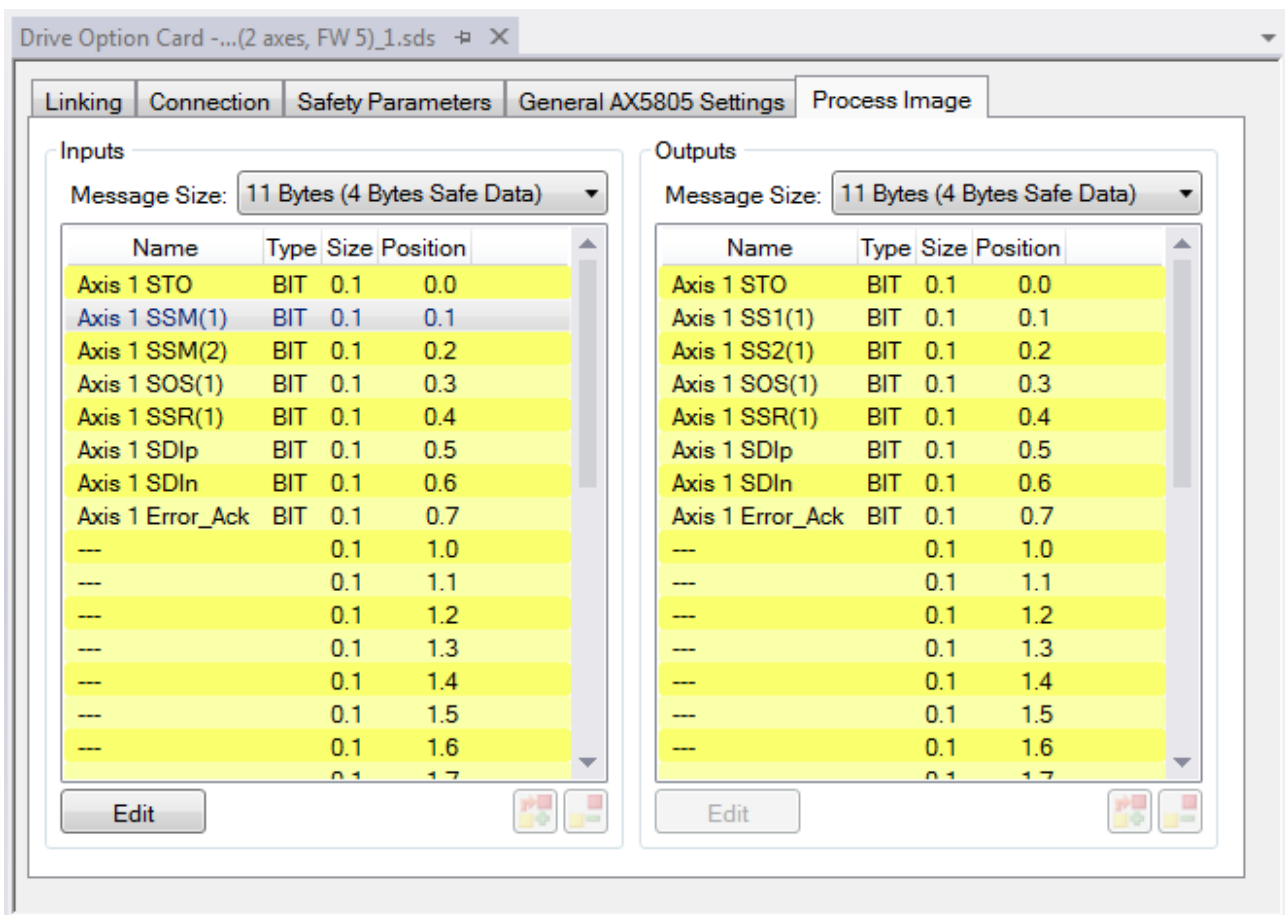 Drive Option Card -...(2 axes, FW 5)_1.sds
Linking Connection Safety Parameters General AX5805 Settings Process Image
Inputs
Message Size: 11 Bytes (4 Bytes Safe Data)
Name Type Size Position
Axis 1 STO BIT 0.1 0.0
Axis 1 SSM(1) BIT 0.1 0.1
Axis 1 SSM(2) BIT 0.1 0.2
Axis 1 SOS(1) BIT 0.1 0.3
Axis 1 SSR(1) BIT 0.1 0.4
Axis 1 SDIp BIT 0.1 0.5
Axis 1 SDIn BIT 0.1 0.6
Axis 1 Error_Ack BIT 0.1 0.7
--- 0.1 1.0
--- 0.1 1.1
--- 0.1 1.2
--- 0.1 1.3
--- 0.1 1.4
--- 0.1 1.5
--- 0.1 1.6
0.1 1.7
Edit
Outputs
Message Size: 11 Bytes (4 Bytes Safe Data)
Name Type Size Position
Axis 1 STO BIT 0.1 0.0
Axis 1 SS1(1) BIT 0.1 0.1
Axis 1 SS2(1) BIT 0.1 0.2
Axis 1 SOS(1) BIT 0.1 0.3
Axis 1 SSR(1) BIT 0.1 0.4
Axis 1 SDIp BIT 0.1 0.5
Axis 1 SDIn BIT 0.1 0.6
Axis 1 Error_Ack BIT 0.1 0.7
--- 0.1 1.0
--- 0.1 1.1
--- 0.1 1.2
--- 0.1 1.3
--- 0.1 1.4
--- 0.1 1.5
--- 0.1 1.6
0.1 1.7
Edit